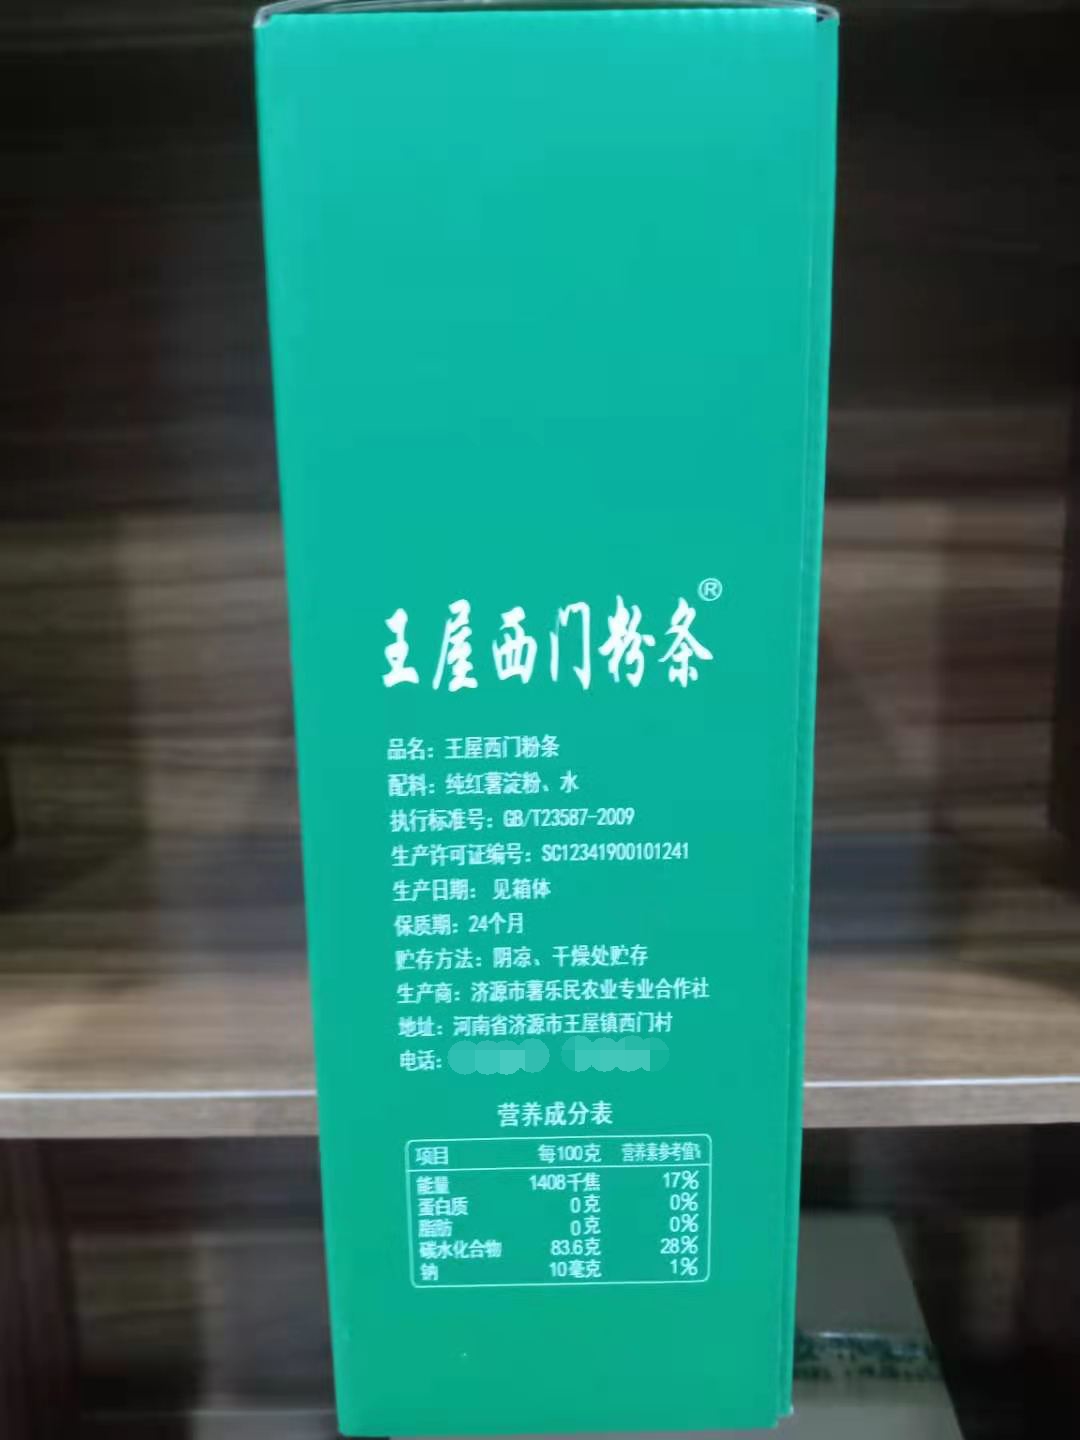 王屋西门粉条®
品名：王屋西门粉条
配料：纯红薯淀粉、水
执行标准号：GB/T23587-2009
生产许可证编号：SC12341900101241
生产日期：见箱体
保质期：24个月
贮存方法：阴凉、干燥处贮存
生产商：济源市薯乐民农业专业合作社
地址：河南省济源市王屋镇西门村
电话：
营养成分表
项目 每100克 营养素参考值%
能量 1408千焦 17%
蛋白质 0克 0%
脂肪 0克 0%
碳水化合物 83.6克 28%
钠 10毫克 1%